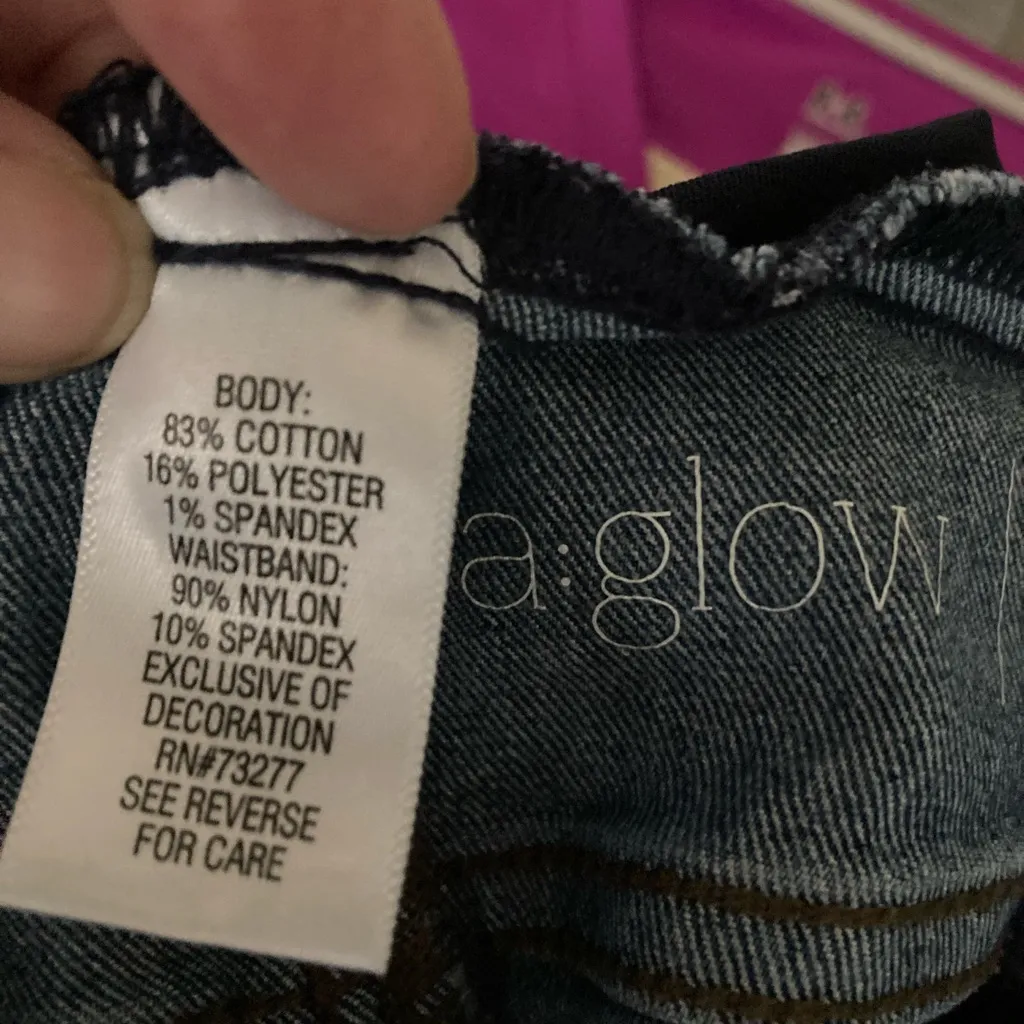 BODY:
83% COTTON
16% POLYESTER
1% SPANDEX
WAISTBAND:
90% NYLON
10% SPANDEX
EXCLUSIVE OF
DECORATION
RN#73277
SEE REVERSE
FOR CARE
a:glow